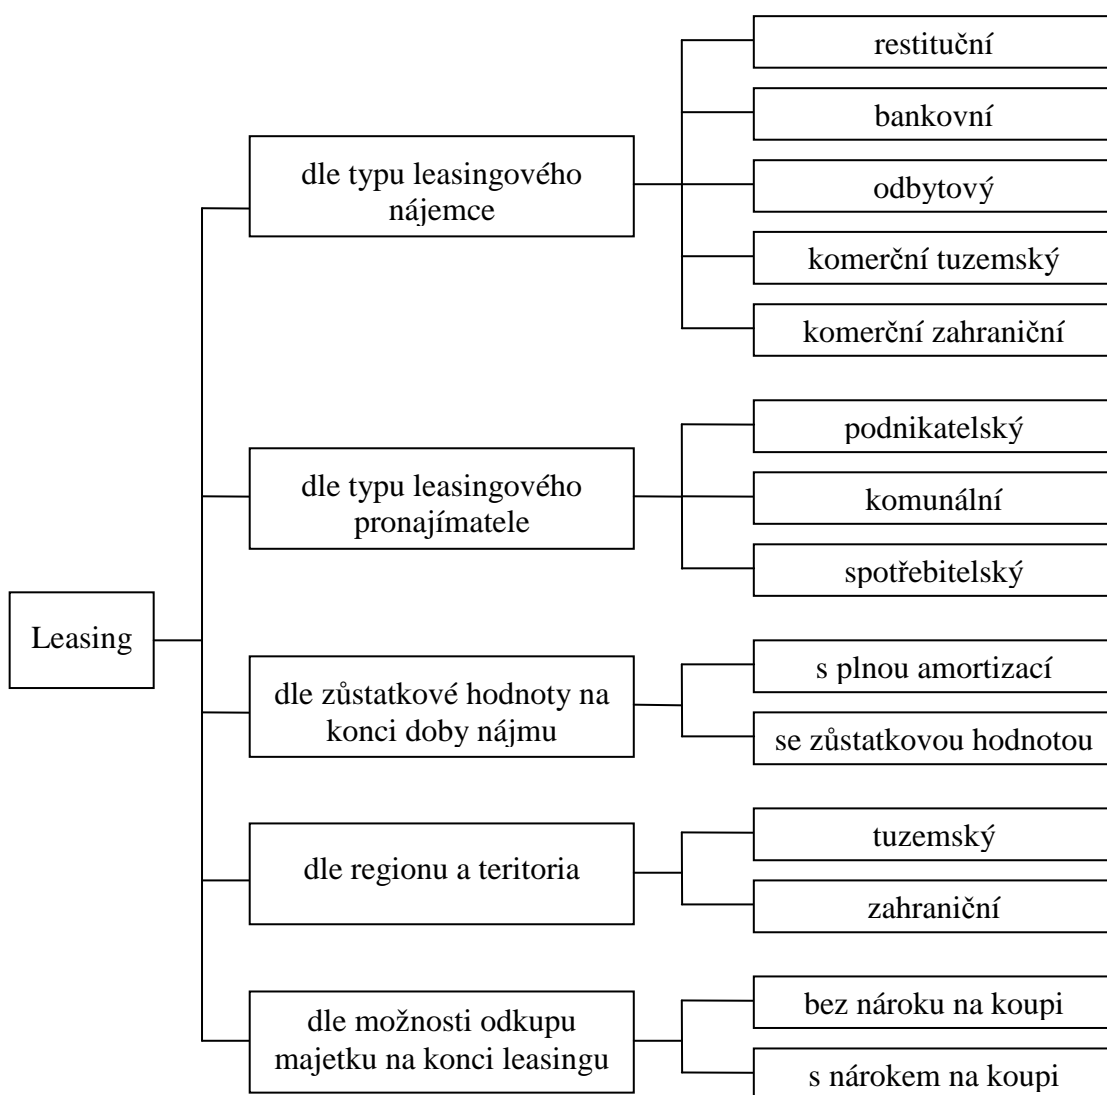 restituční
bankovní
dle typu leasingového
nájemce
odbytový
komerční tuzemský
komerční zahraniční
podnikatelský
dle typu leasingového
pronajímatele
komunální
spotřebitelský
Leasing
dle zůstatkové hodnoty na
konci doby nájmu
s plnou amortizací
se zůstatkovou hodnotou
dle regionu a teritoria
tuzemský
zahraniční
dle možnosti odkupu
majetku na konci leasingu
bez nároku na koupi
s nárokem na koupi